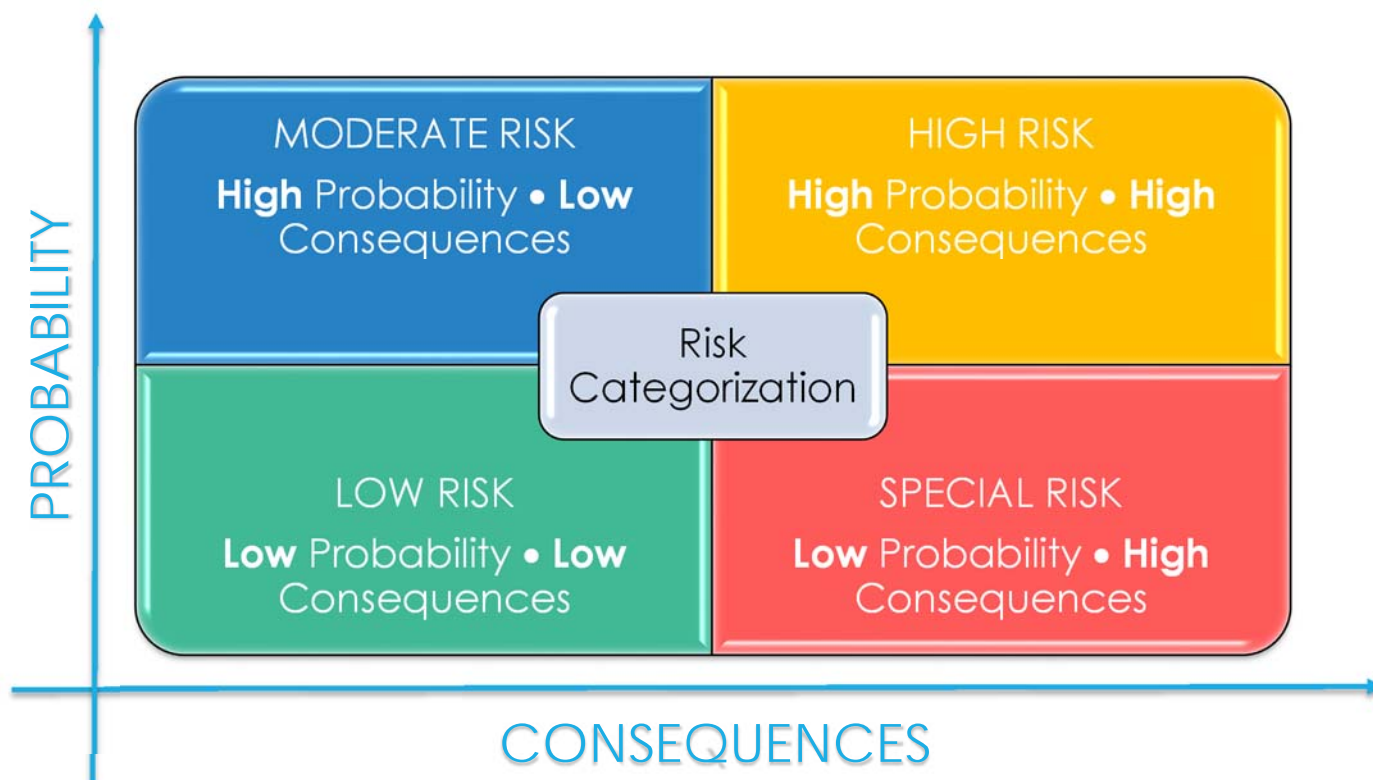 PROBABILITY
MODERATE RISK
High Probability • Low
Consequences
HIGH RISK
High Probability • High
Consequences
Risk
Categorization
LOW RISK
Low Probability • Low
Consequences
SPECIAL RISK
Low Probability • High
Consequences
CONSEQUENCES